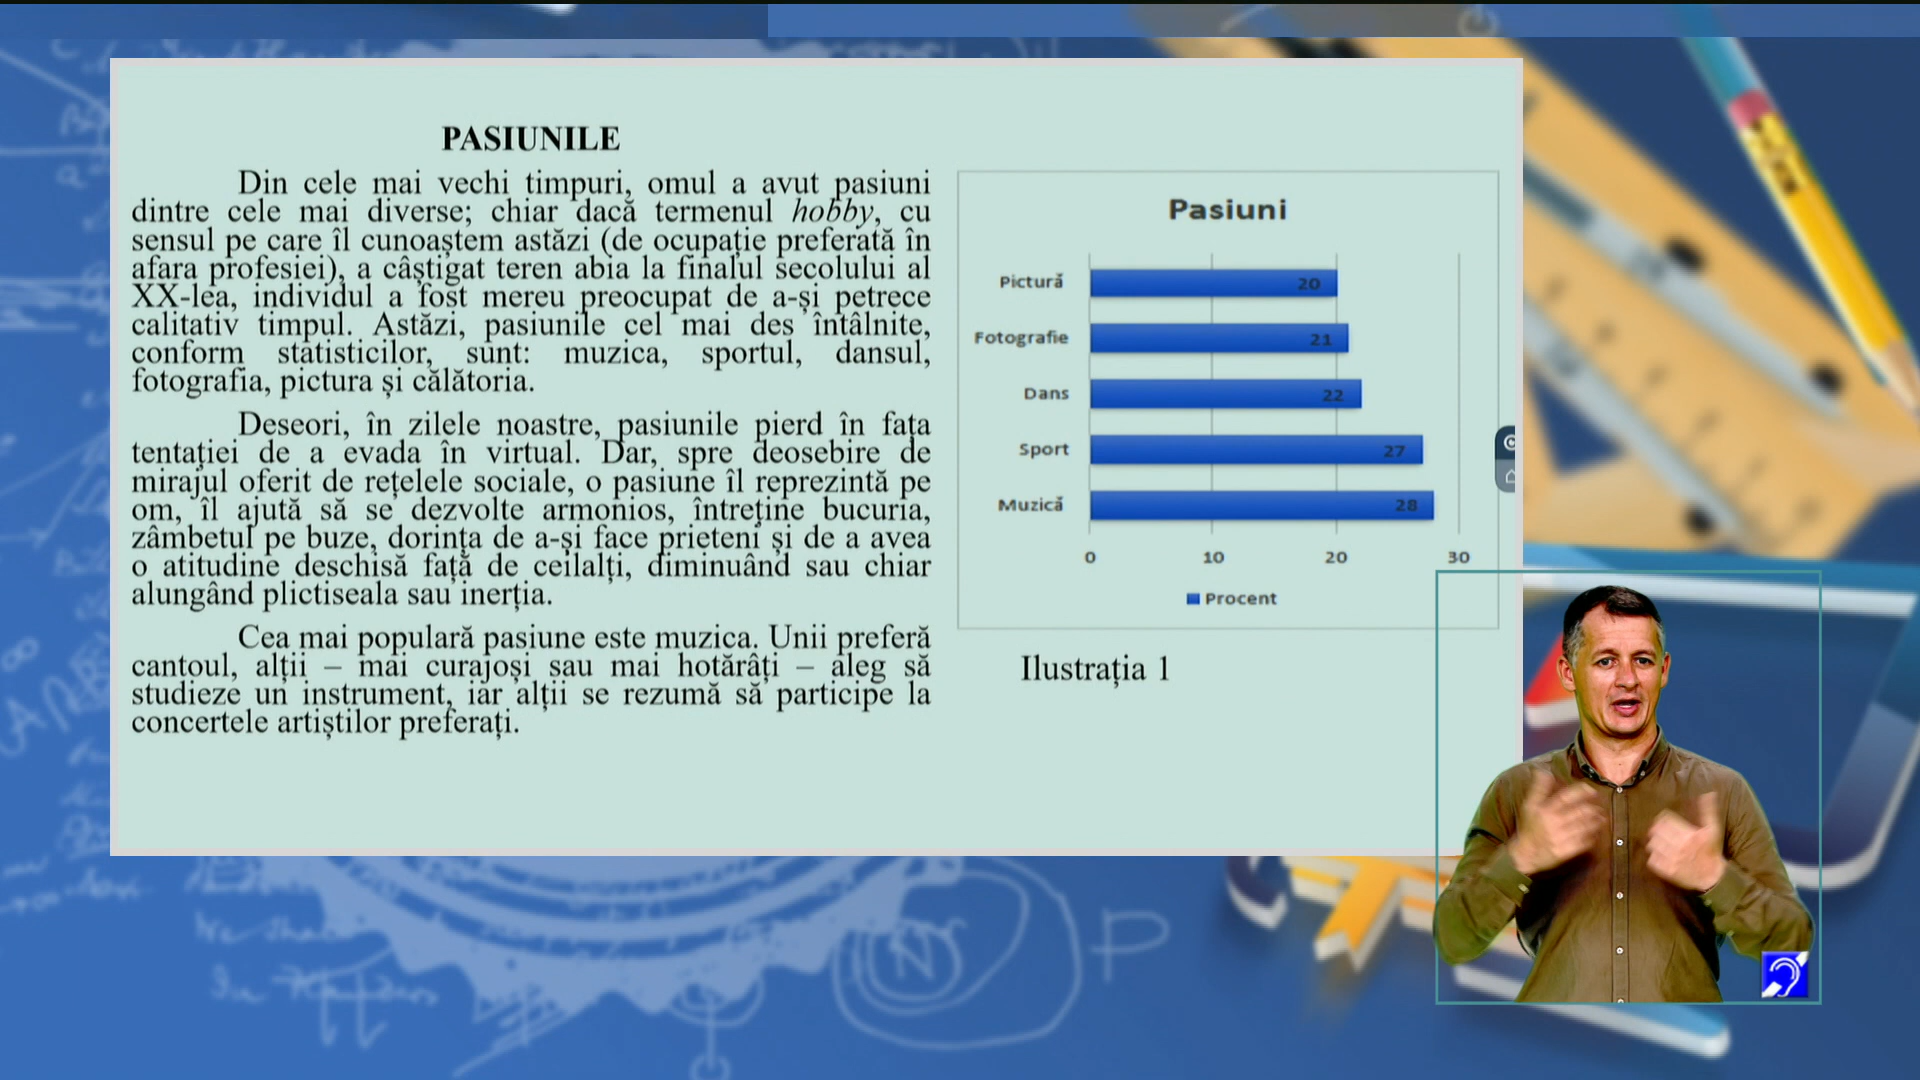 PASIUNILE
Din cele mai vechi timpuri, omul a avut pasiuni
dintre cele mai diverse; chiar dacă termenul hobby, cu
sensul pe care îl cunoaștem astăzi (de ocupație preferată în
afara profesiei), a câștigat teren abia la finalul secolului al
XX-lea, individul a fost mereu preocupat de a-și petrece
calitativ timpul. Astăzi, pasiunile cel mai des întâlnite,
conform statisticilor, sunt: muzica, sportul, dansul,
fotografia, pictura și călătoria.
Deseori, în zilele noastre, pasiunile pierd în fața
tentației de a evada în virtual. Dar, spre deosebire de
mirajul oferit de rețelele sociale, o pasiune îl reprezintă pe
om, îl ajută să se dezvolte armonios, întreține bucuria,
zâmbetul pe buze, dorința de a-și face prieteni și de a avea
o atitudine deschisă față de ceilalți, diminuând sau chiar
alungând plictiseala sau inerția.
Cea mai populară pasiune este muzica. Unii preferă
cantoul, alții – mai curajoși sau mai hotărâți – aleg să
studieze un instrument, iar alții se rezumă să participe la
concertele artiștilor preferați.
Pasiuni
Pictură 20
Fotografie 21
Dans 22
Sport 27
Muzică 28
0 10 20 30
Procent
Ilustrația 1